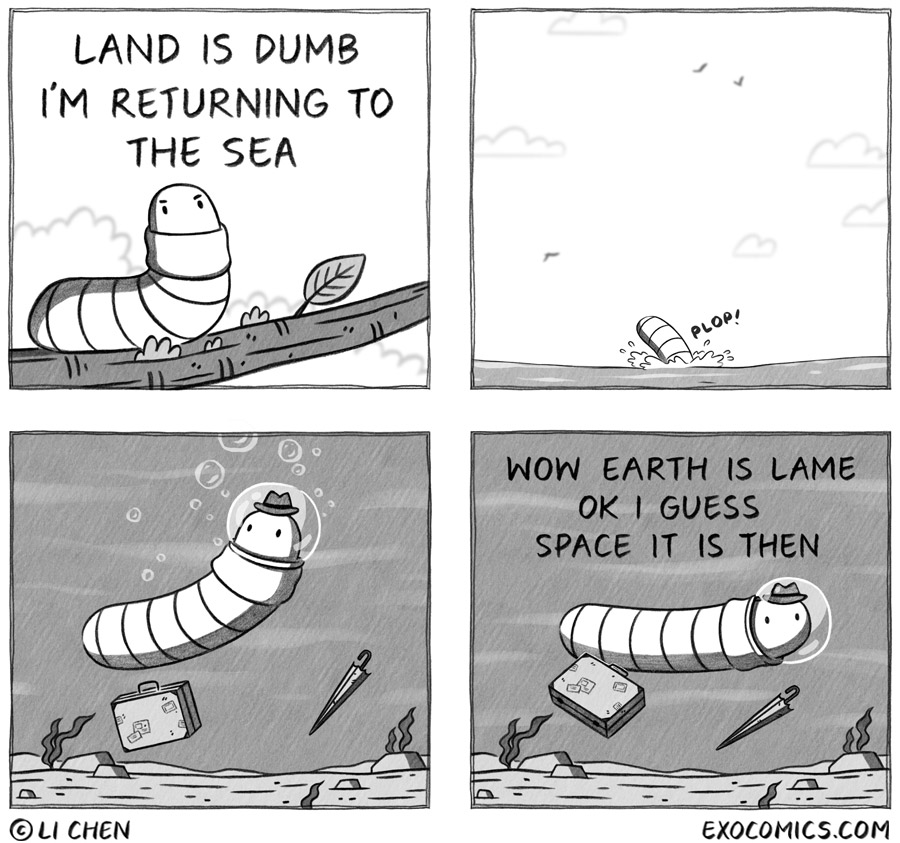 LAND IS DUMB
I'M RETURNING TO
THE SEA
PLOP!
WOW EARTH IS LAME
OK I GUESS
SPACE IT IS THEN
© LI CHEN
EXOCOMICS.COM